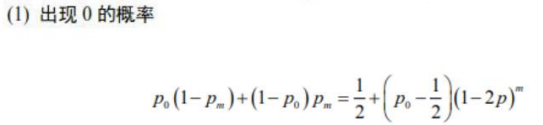 (1) 出现 0 的概率
p₀(1-pₘ)+(1-p₀)pₘ=1/2+(p₀-1/2)(1-2p)ᵐ